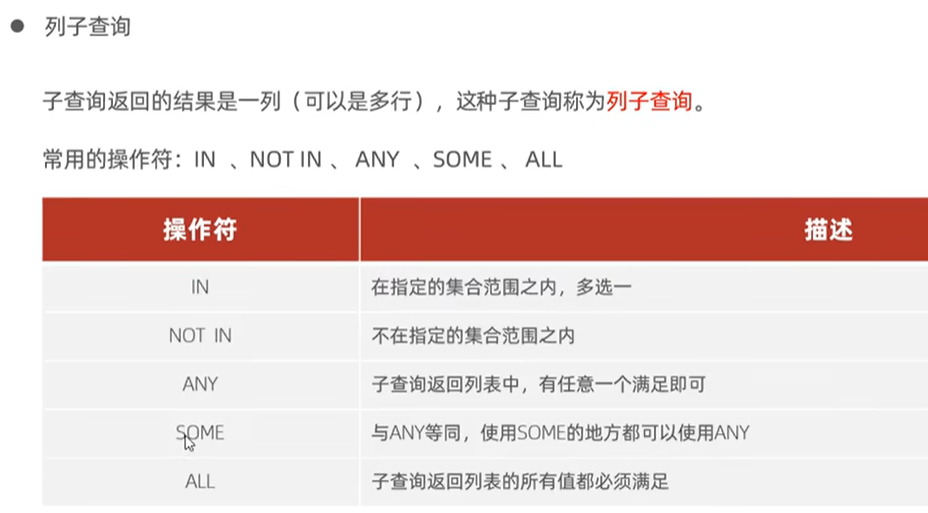 列子查询
子查询返回的结果是一列（可以是多行），这种子查询称为列子查询。
常用的操作符：IN 、NOT IN 、 ANY 、SOME 、 ALL
操作符 描述
IN 在指定的集合范围之内，多选一
NOT IN 不在指定的集合范围之内
ANY 子查询返回列表中，有任意一个满足即可
SOME 与ANY等同，使用SOME的地方都可以使用ANY
ALL 子查询返回列表的所有值都必须满足